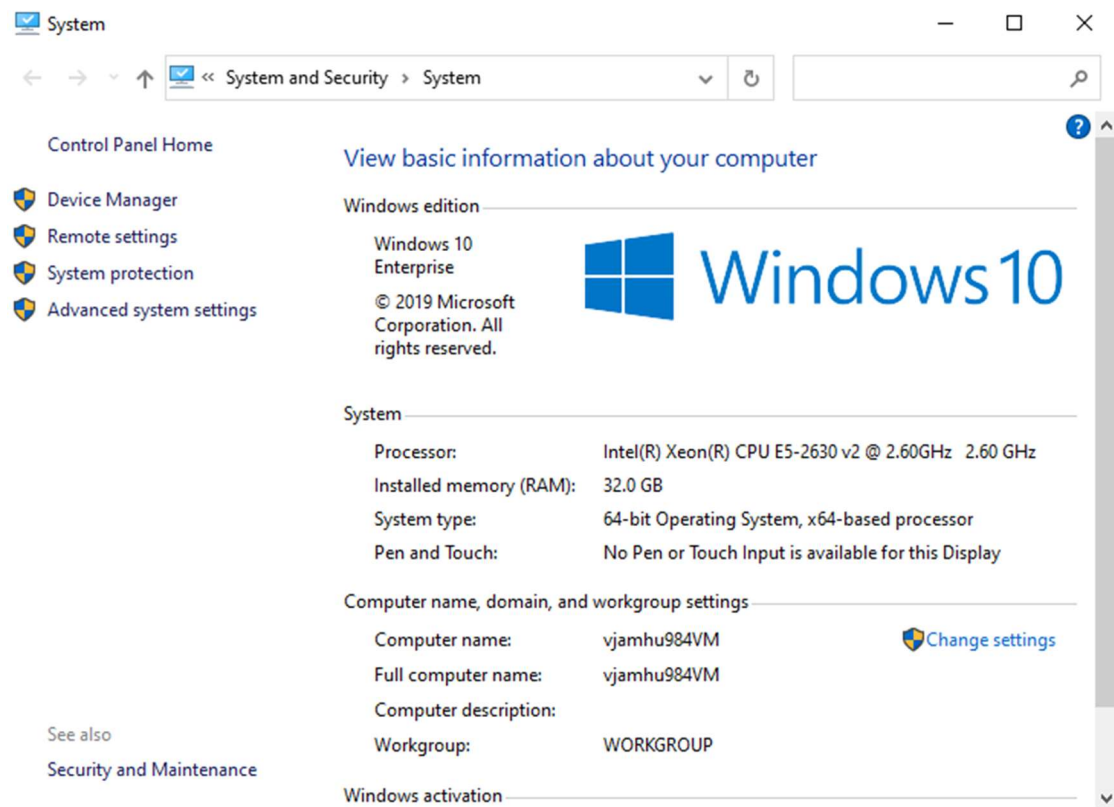 System
« System and Security › System
Control Panel Home
Device Manager
Remote settings
System protection
Advanced system settings
See also
Security and Maintenance
?
View basic information about your computer
Windows edition
Windows 10
Enterprise
© 2019 Microsoft
Corporation. All
rights reserved.
Windows 10
System
Processor: Intel(R) Xeon(R) CPU E5-2630 v2 @ 2.60GHz 2.60 GHz
Installed memory (RAM): 32.0 GB
System type: 64-bit Operating System, x64-based processor
Pen and Touch: No Pen or Touch Input is available for this Display
Computer name, domain, and workgroup settings
Computer name: vjamhu984VM Change settings
Full computer name: vjamhu984VM
Computer description:
Workgroup: WORKGROUP
Windows activation